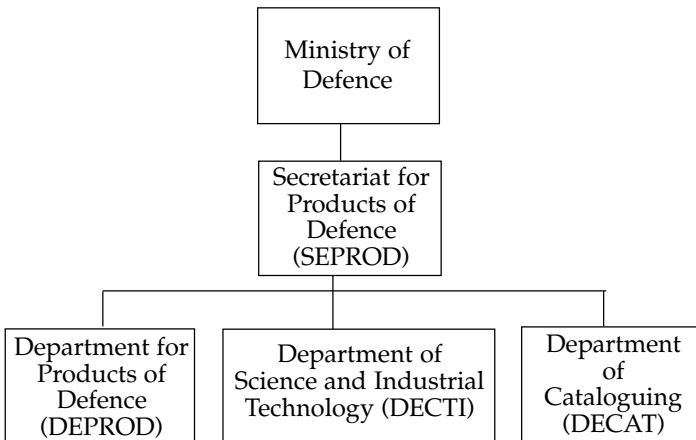 Ministry of
Defence
Secretariat for
Products of
Defence
(SEPROD)
Department for
Products of
Defence
(DEPROD)
Department of
Science and Industrial
Technology (DECTI)
Department
of
Cataloguing
(DECAT)